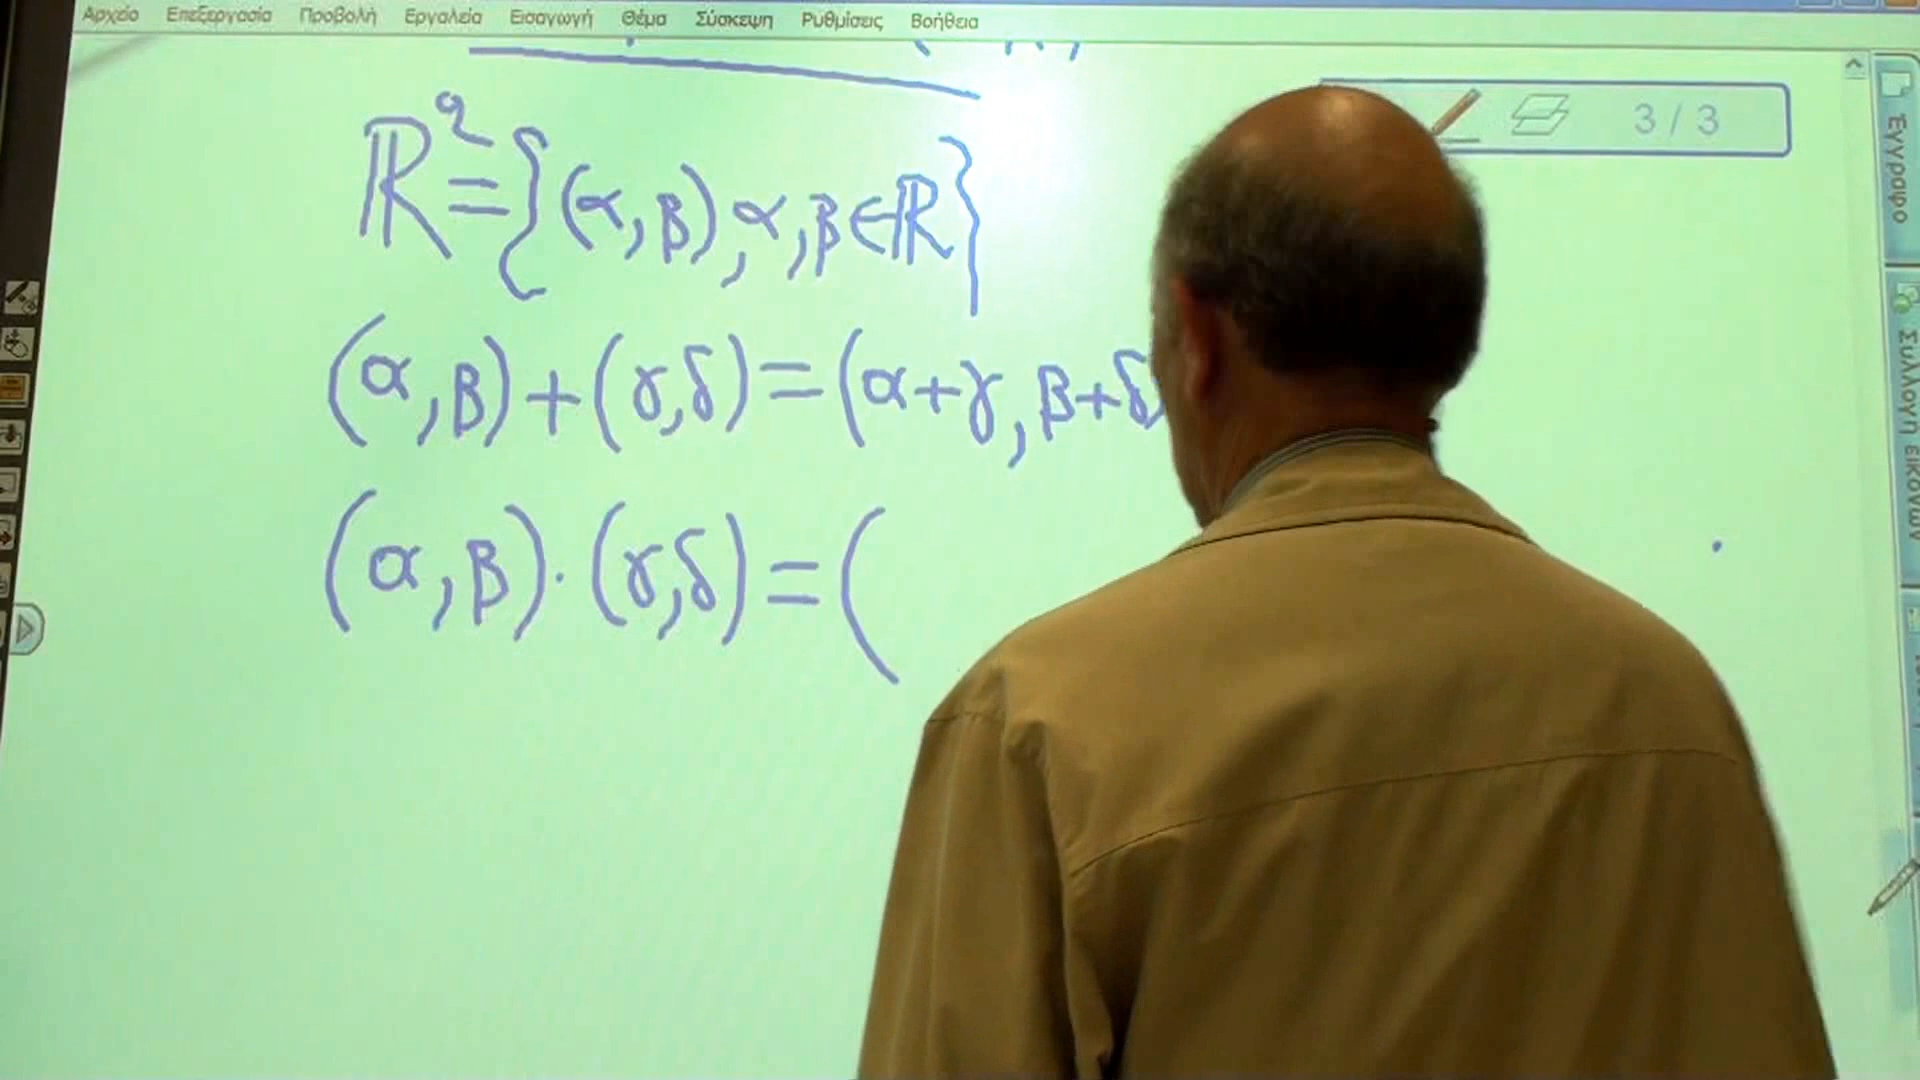 Αρχείο Επεξεργασία Προβολή Εργαλεία Εισαγωγή Θέμα Σύσκεψη Ρυθμίσεις Βοήθεια
3 / 3
ℝ²={(α,β),α,β∈ℝ}
(α,β)+(γ,δ)=(α+γ,β+δ)
(α,β)·(γ,δ)=(
Έγγραφο
Συλλογή εικόνων